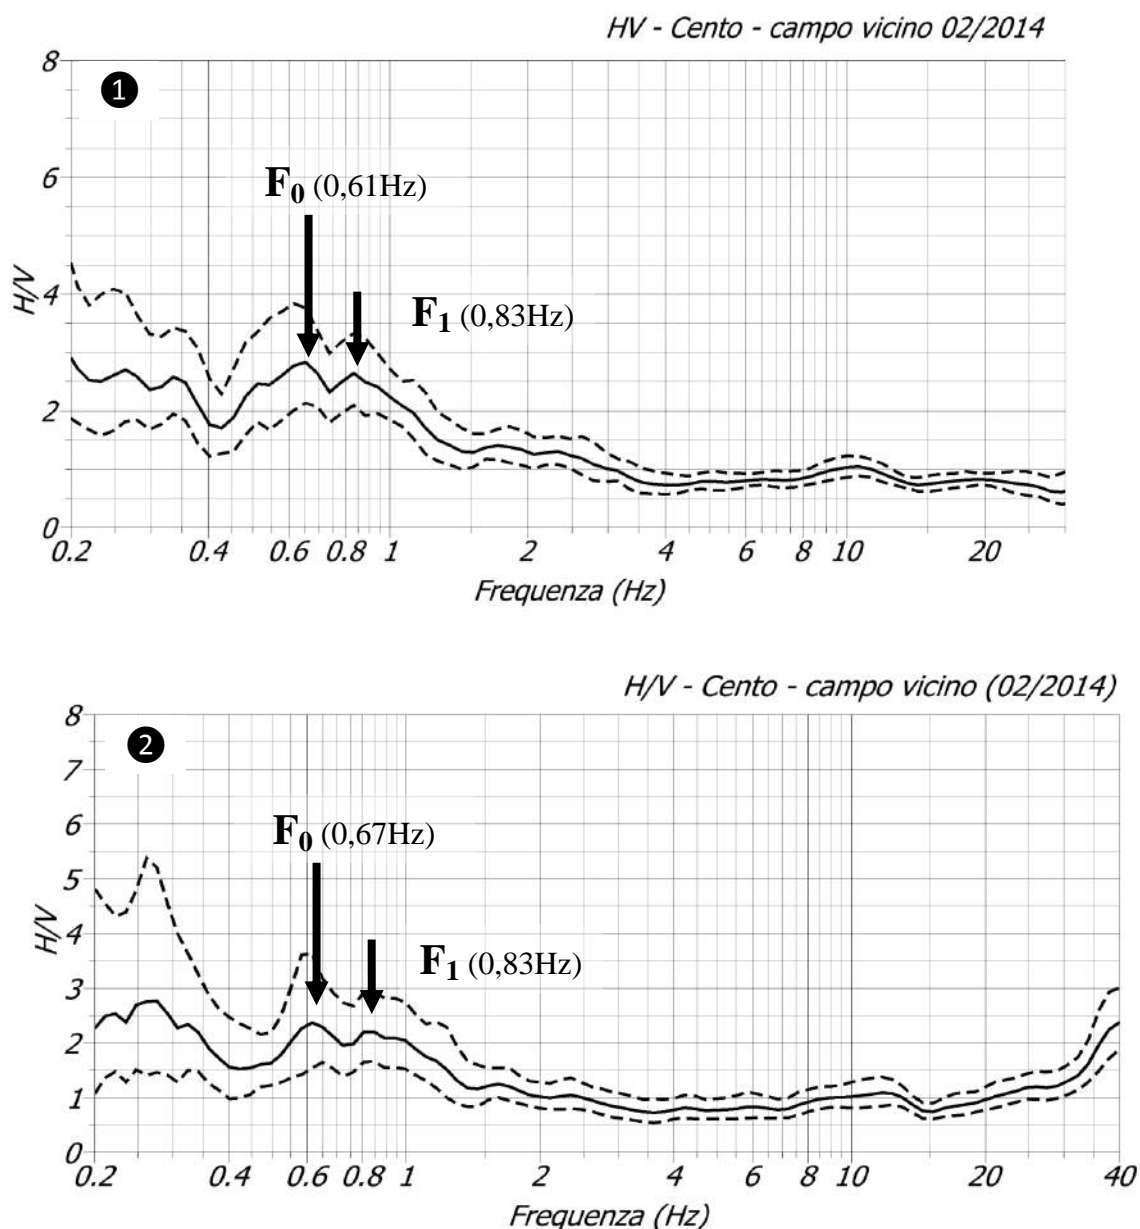 HV - Cento - campo vicino 02/2014
8
❶
6
F0 (0,61Hz)
4
F1 (0,83Hz)
H/V
2
0
0.2 0.4 0.6 0.8 1 2 4 6 8 10 20
Frequenza (Hz)
H/V - Cento - campo vicino (02/2014)
8
❷
7
6
F0 (0,67Hz)
5
4
H/V
F1 (0,83Hz)
3
2
1
0
0.2 0.4 0.6 0.8 1 2 4 6 8 10 20 40
Frequenza (Hz)